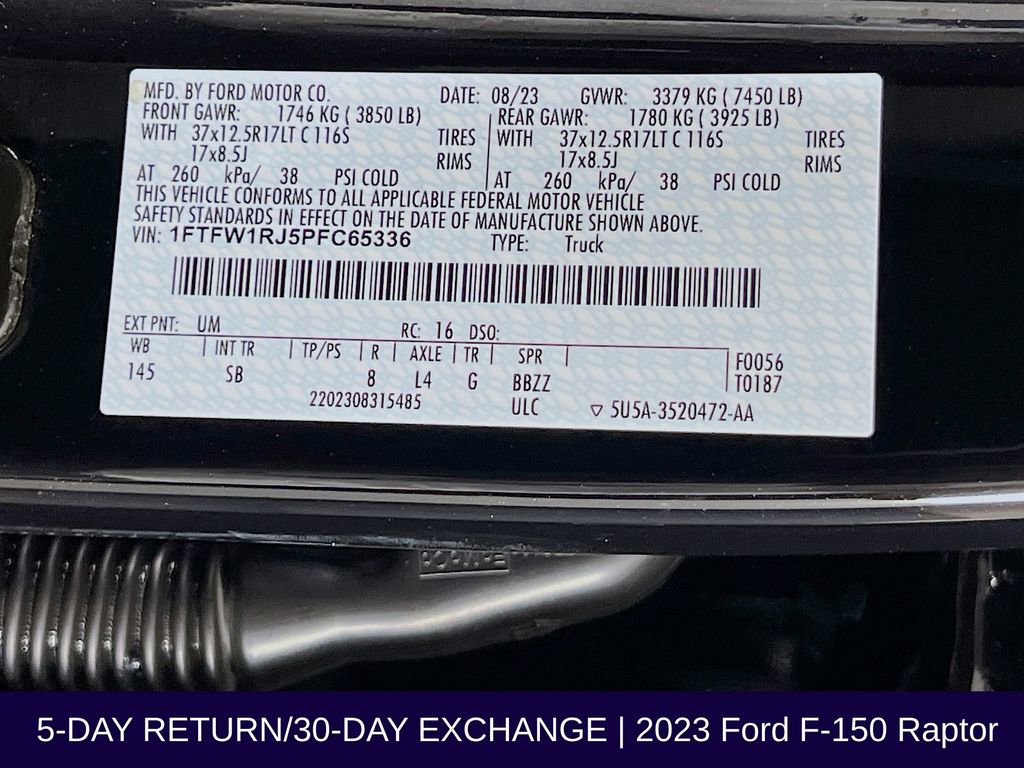 MFD. BY FORD MOTOR CO. DATE: 08/23 GVWR: 3379 KG ( 7450 LB)
FRONT GAWR: 1746 KG ( 3850 LB) REAR GAWR: 1780 KG ( 3925 LB)
WITH 37x12.5R17LT C 116S TIRES WITH 37x12.5R17LT C 116S TIRES
17x8.5J RIMS 17x8.5J RIMS
AT 260 kPa/ 38 PSI COLD AT 260 kPa/ 38 PSI COLD
THIS VEHICLE CONFORMS TO ALL APPLICABLE FEDERAL MOTOR VEHICLE
SAFETY STANDARDS IN EFFECT ON THE DATE OF MANUFACTURE SHOWN ABOVE.
VIN: 1FTFW1RJ5PFC65336 TYPE: Truck
EXT PNT: UM RC: 16 DSO:
WB INT TR TP/PS R AXLE TR SPR F0056
145 SB 8 L4 G BBZZ T0187
2202308315485 ULC ▽ 5U5A-3520472-AA
5-DAY RETURN/30-DAY EXCHANGE | 2023 Ford F-150 Raptor